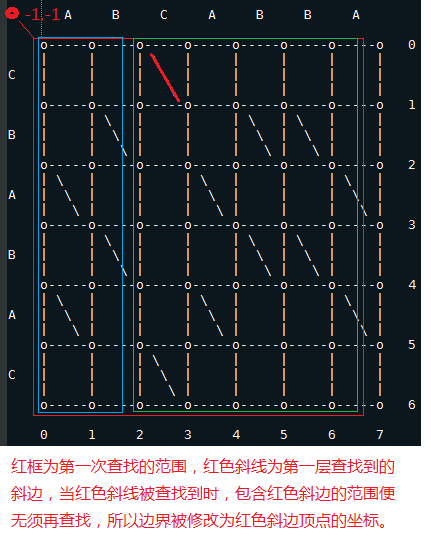 -1,-1
A B C A B B A
o-----o-----o-----o-----o-----o-----o-----o 0
C
o-----o-----o-----o-----o-----o-----o-----o 1
B
o-----o-----o-----o-----o-----o-----o-----o 2
A
o-----o-----o-----o-----o-----o-----o-----o 3
B
o-----o-----o-----o-----o-----o-----o-----o 4
A
o-----o-----o-----o-----o-----o-----o-----o 5
C
o-----o-----o-----o-----o-----o-----o-----o 6
0 1 2 3 4 5 6 7
红框为第一次查找的范围，红色斜线为第一层查找到的
斜边，当红色斜线被查找到时，包含红色斜边的范围便
无须再查找，所以边界被修改为红色斜边顶点的坐标。